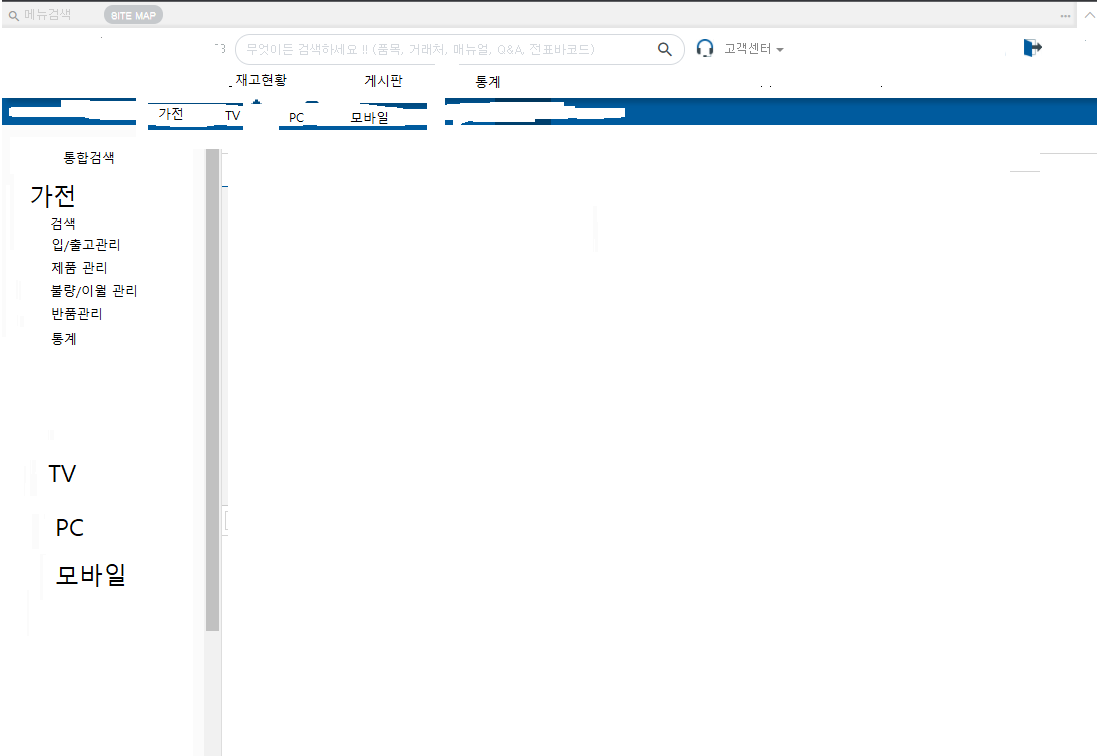 메뉴검색 SITE MAP
무엇이든 검색하세요 !! (품목, 거래처, 매뉴얼, Q&A, 전표바코드) 고객센터
재고현황 게시판 통계
가전 TV PC 모바일
통합검색
가전
검색
입/출고관리
제품 관리
불량/이월 관리
반품관리
통계
TV
PC
모바일